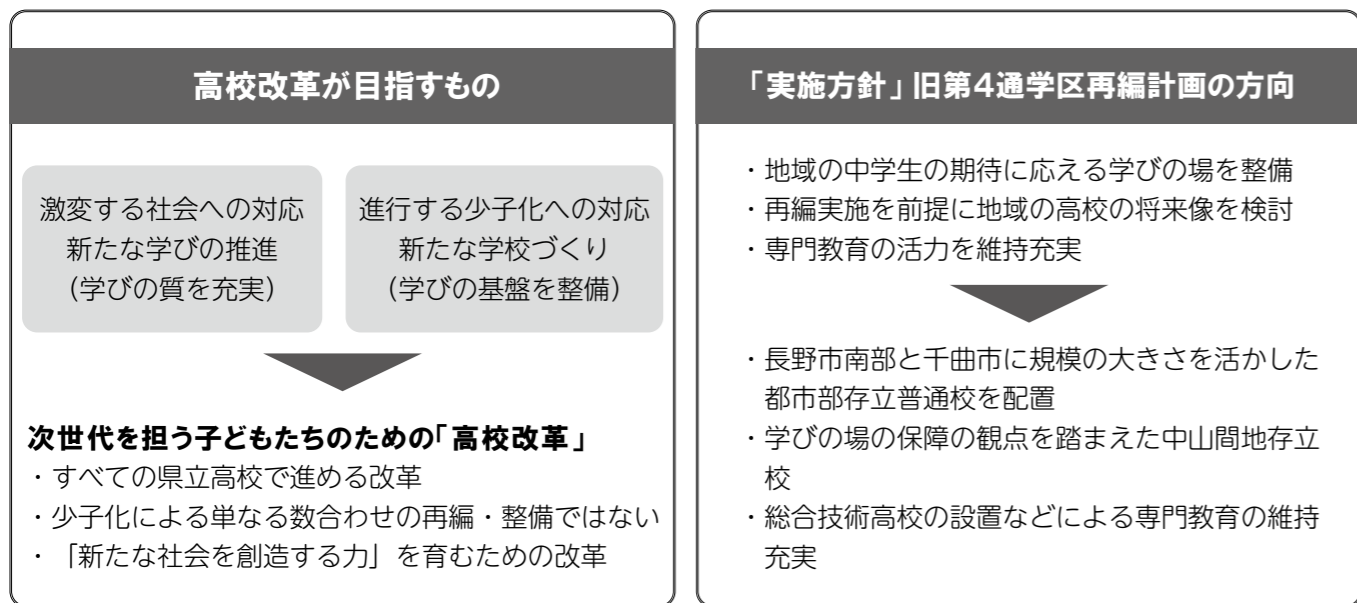 高校改革が目指すもの
激変する社会への対応
新たな学びの推進
(学びの質を充実)
進行する少子化への対応
新たな学校づくり
(学びの基盤を整備)
次世代を担う子どもたちのための「高校改革」
・すべての県立高校で進める改革
・少子化による単なる数合わせの再編・整備ではない
・「新たな社会を創造する力」を育むための改革
「実施方針」旧第4通学区再編計画の方向
・地域の中学生の期待に応える学びの場を整備
・再編実施を前提に地域の高校の将来像を検討
・専門教育の活力を維持充実
・長野市南部と千曲市に規模の大きさを活かした
都市部存立普通校を配置
・学びの場の保障の観点を踏まえた中山間地存立
校
・総合技術高校の設置などによる専門教育の維持
充実